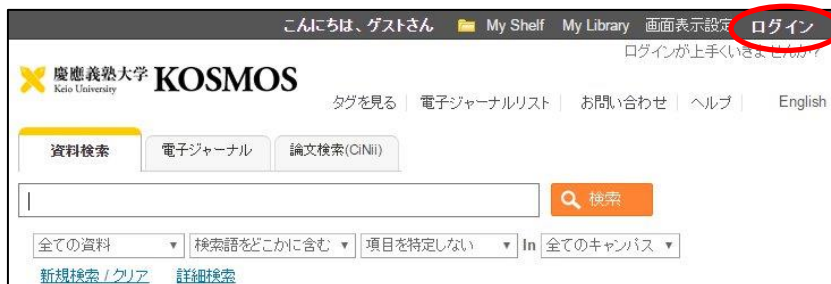 こんにちは、ゲストさん My Shelf My Library 画面表示設定 ログイン
ログインが上手くいきませんか?
慶應義塾大学 KOSMOS
Keio University
タグを見る 電子ジャーナルリスト お問い合わせ ヘルプ English
資料検索 電子ジャーナル 論文検索(CiNii)
検索
全ての資料 検索語をどこかに含む 項目を特定しない In 全てのキャンパス
新規検索 / クリア 詳細検索